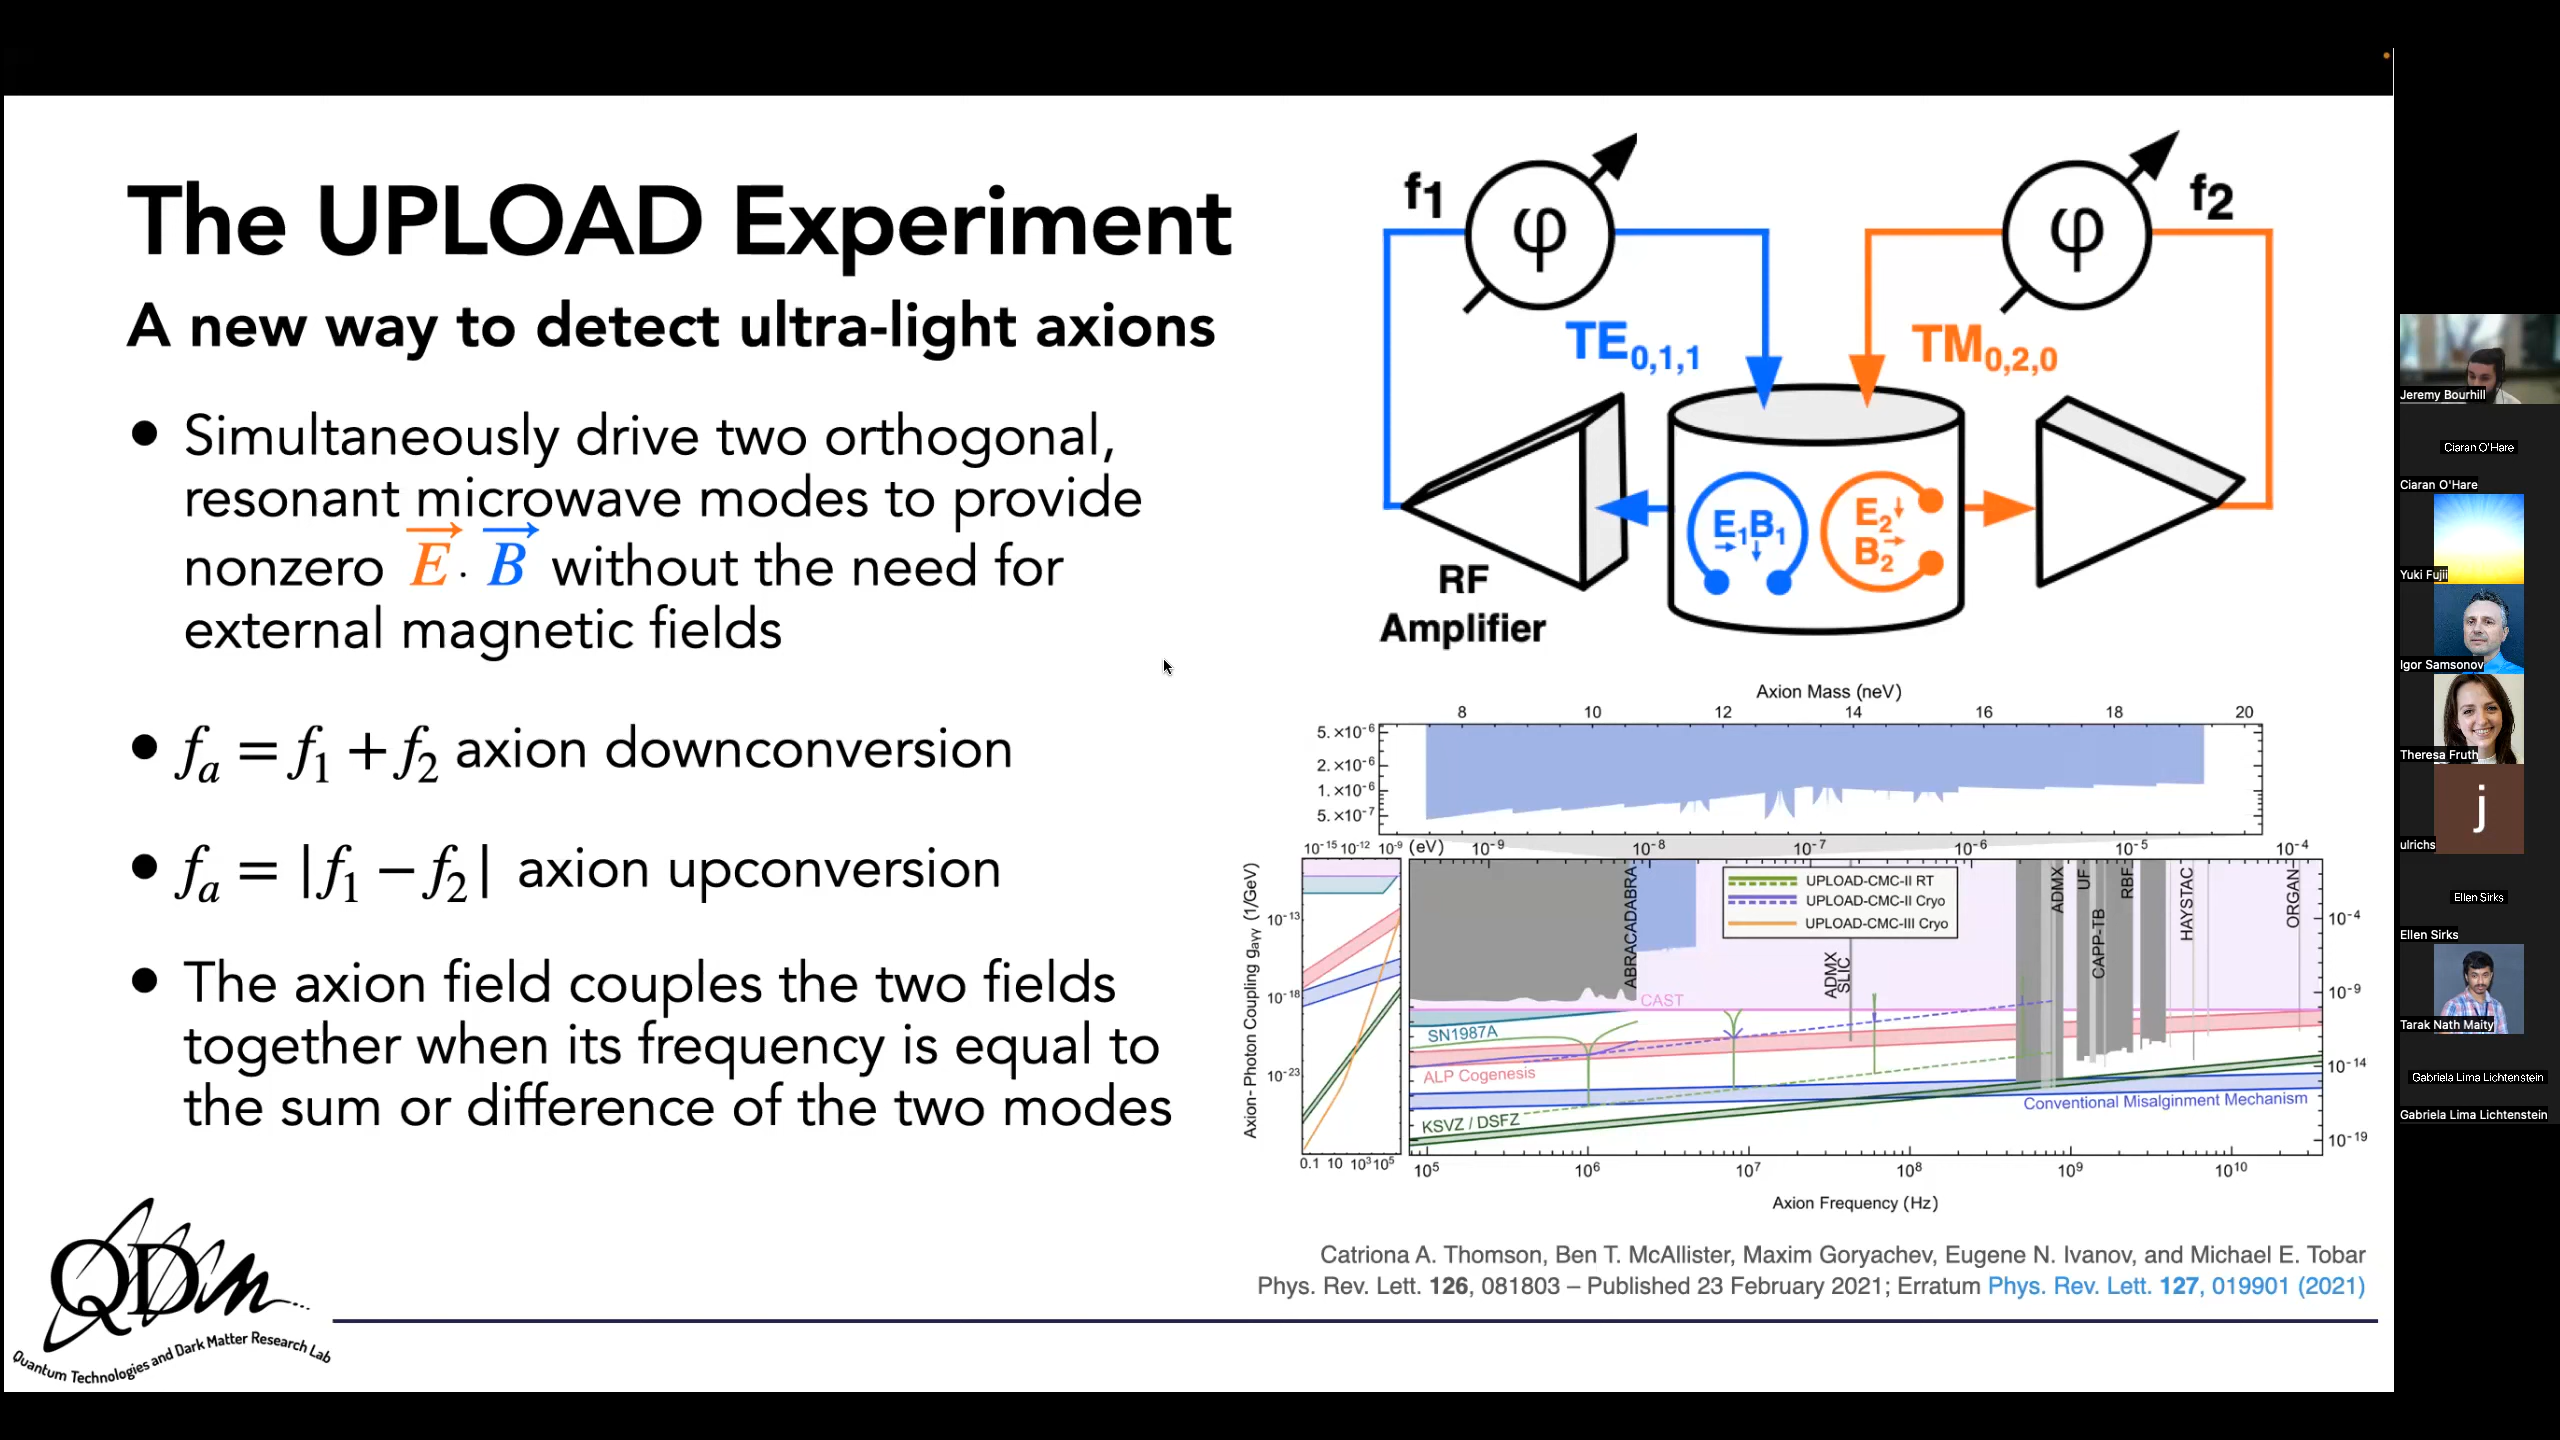 The UPLOAD Experiment
A new way to detect ultra-light axions
• Simultaneously drive two orthogonal,
resonant microwave modes to provide
nonzero E · B without the need for
external magnetic fields
• fₐ = f₁ + f₂ axion downconversion
• fₐ = |f₁ − f₂| axion upconversion
• The axion field couples the two fields
together when its frequency is equal to
the sum or difference of the two modes
f1
φ
φ
f2
TE0,1,1
TM0,2,0
E1B1
E2
B2
RF
Amplifier
Axion Mass (neV)
8 10 12 14 16 18 20
5.×10⁻⁶
2.×10⁻⁶
1.×10⁻⁶
5.×10⁻⁷
10⁻¹⁵ 10⁻¹² 10⁻⁹ (eV) 10⁻⁹ 10⁻⁸ 10⁻⁷ 10⁻⁶ 10⁻⁵ 10⁻⁴
Axion- Photon Coupling gaγγ (1/GeV)
10⁻¹³
10⁻¹⁸
10⁻²³
UPLOAD-CMC-II RT
UPLOAD-CMC-II Cryo
UPLOAD-CMC-III Cryo
ABRACADABRA
ADMX
SLIC
ADMX
UF
CAPP-TB
RBF
HAYSTAC
ORGAN
CAST
SN1987A
ALP Cogenesis
KSVZ / DSFZ
Conventional Misalginment Mechanism
10⁻⁴
10⁻⁹
10⁻¹⁴
10⁻¹⁹
0.1 10 10³ 10⁵ 10⁵ 10⁶ 10⁷ 10⁸ 10⁹ 10¹⁰
Axion Frequency (Hz)
Catriona A. Thomson, Ben T. McAllister, Maxim Goryachev, Eugene N. Ivanov, and Michael E. Tobar
Phys. Rev. Lett. 126, 081803 – Published 23 February 2021; Erratum Phys. Rev. Lett. 127, 019901 (2021)
QDM
Quantum Technologies and Dark Matter Research Lab
Jeremy Bourhill
Ciaran O'Hare
Ciaran O'Hare
Yuki Fujii
Igor Samsonov
Theresa Fruth
j
ulrichs
Ellen Sirks
Ellen Sirks
Tarak Nath Maity
Gabriela Lima Lichtenstein
Gabriela Lima Lichtenstein